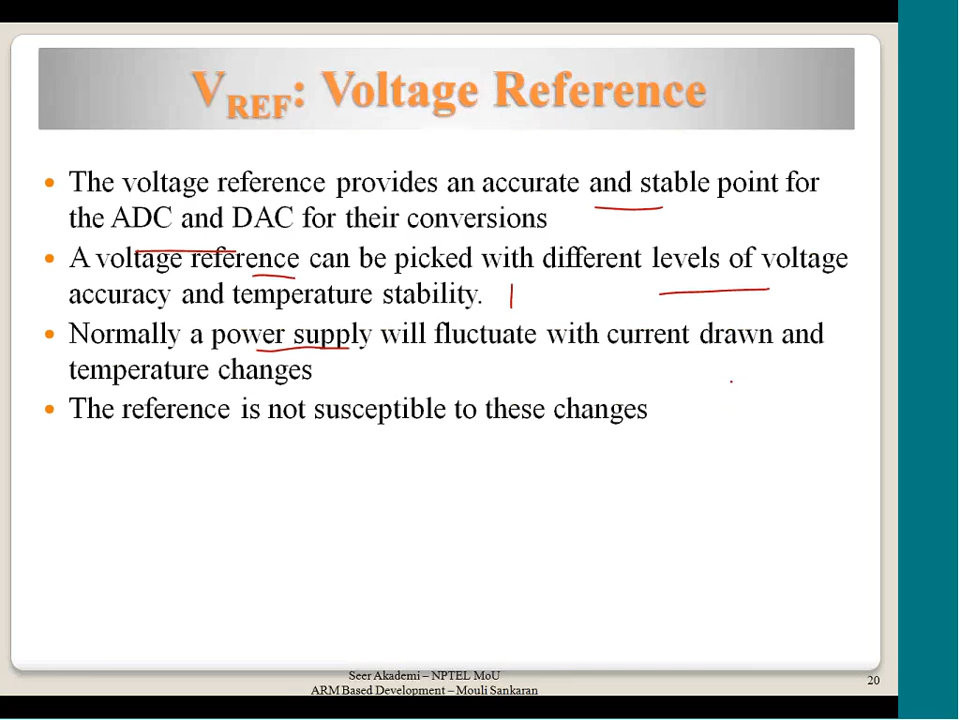 VREF: Voltage Reference
• The voltage reference provides an accurate and stable point for
the ADC and DAC for their conversions
• A voltage reference can be picked with different levels of voltage
accuracy and temperature stability.
• Normally a power supply will fluctuate with current drawn and
temperature changes
• The reference is not susceptible to these changes
Seer Akademi – NPTEL MoU
ARM Based Development – Mouli Sankaran
20